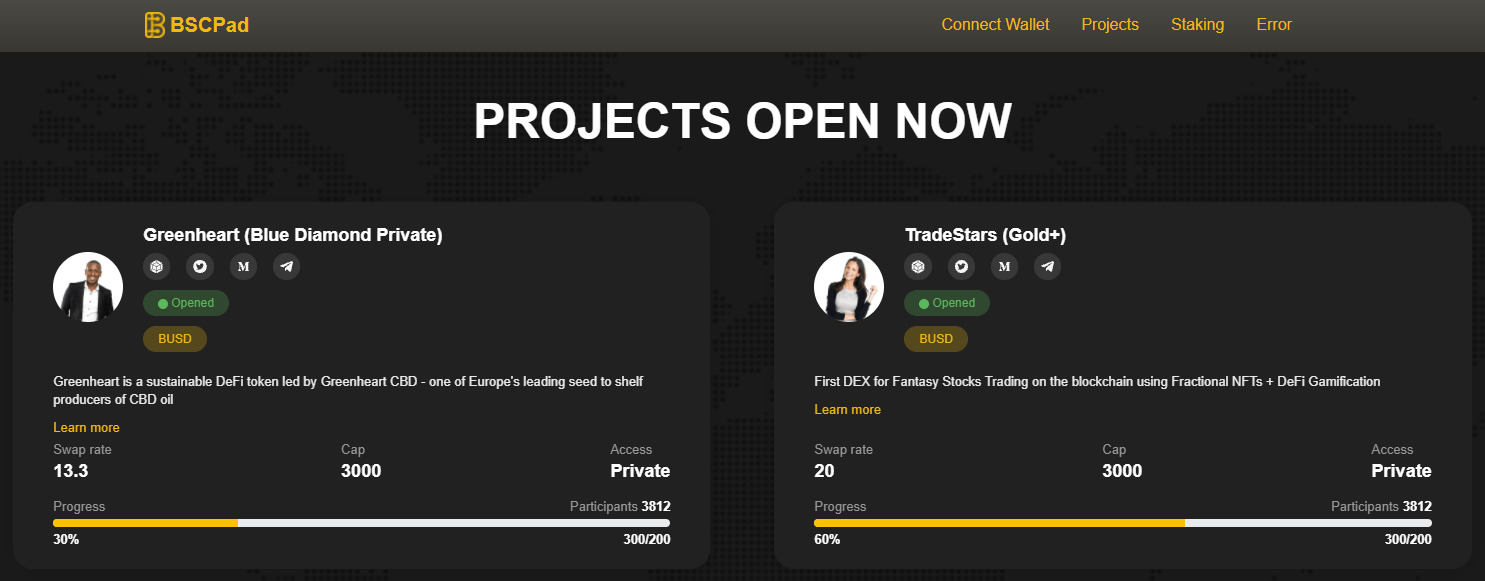 BSCPad
Connect Wallet Projects Staking Error
PROJECTS OPEN NOW
Greenheart (Blue Diamond Private)
M
Opened
BUSD
Greenheart is a sustainable DeFi token led by Greenheart CBD - one of Europe's leading seed to shelf
producers of CBD oil
Learn more
Swap rate Cap Access
13.3 3000 Private
Progress Participants 3812
30% 300/200
TradeStars (Gold+)
M
Opened
BUSD
First DEX for Fantasy Stocks Trading on the blockchain using Fractional NFTs + DeFi Gamification
Learn more
Swap rate Cap Access
20 3000 Private
Progress Participants 3812
60% 300/200